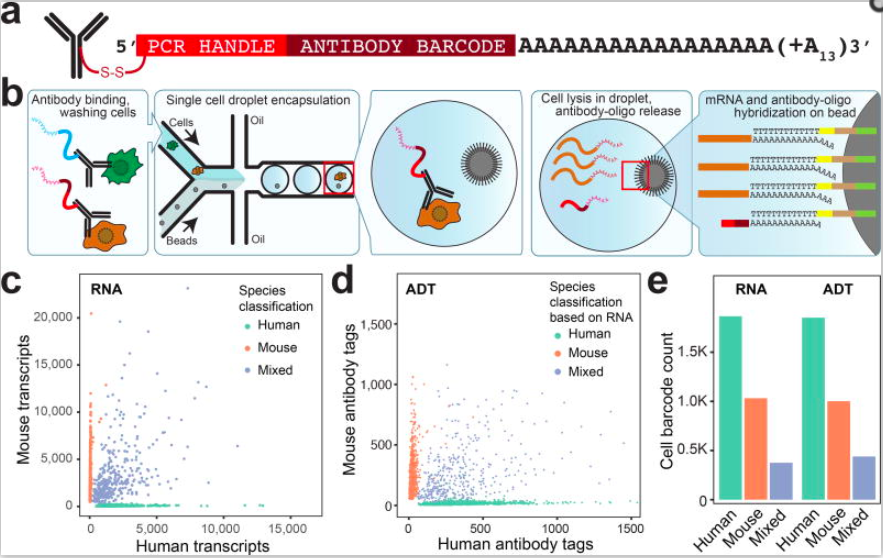 a
5′ PCR HANDLE ANTIBODY BARCODE AAAAAAAAAAAAAAAAA(+A13)3′
S-S
b
Antibody binding,
washing cells
Single cell droplet encapsulation
Cells
Oil
Beads
Oil
Cell lysis in droplet,
antibody-oligo release
mRNA and antibody-oligo
hybridization on bead
c
RNA
Species
classification
Human
Mouse
Mixed
Mouse transcripts
20,000
15,000
10,000
5,000
0
0
5,000
10,000
15,000
Human transcripts
d
ADT
Species
classification
based on RNA
Human
Mouse
Mixed
Mouse antibody tags
1,500
1,000
500
0
0
500
1000
1500
Human antibody tags
e
RNA
ADT
Cell barcode count
1.5K
1.0K
0.5K
0
Human
Mouse
Mixed
Human
Mouse
Mixed